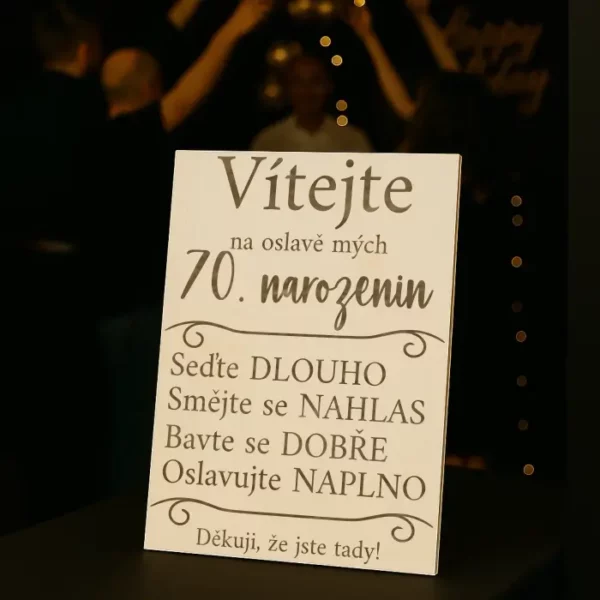 Happy
Vítejte
na oslavě mých
70. narozenin
Seďte DLOUHO
Smějte se NAHLAS
Bavte se DOBŘE
Oslavujte NAPLNO
Děkuji, že jste tady!